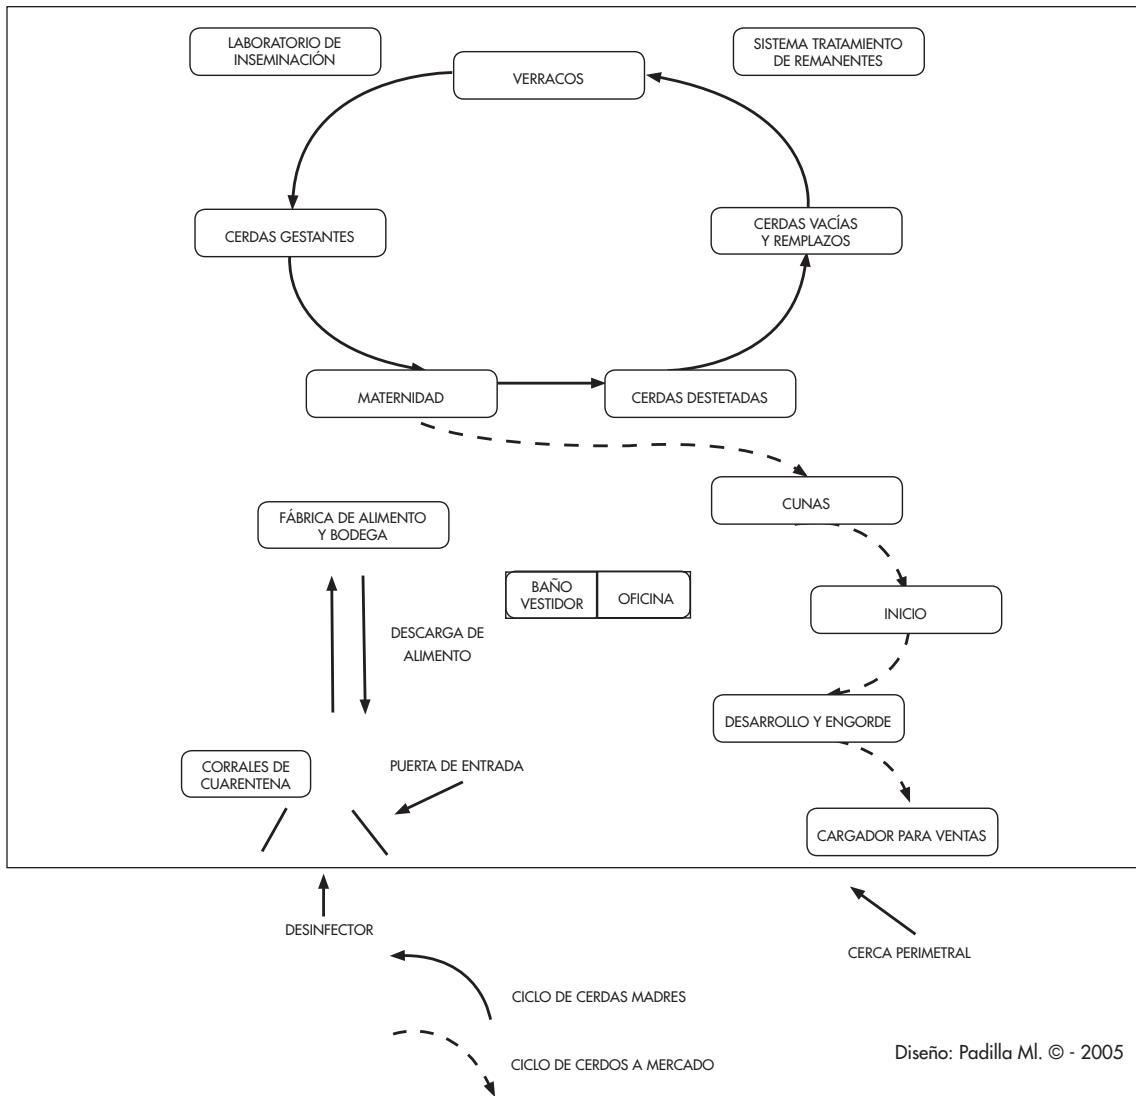 LABORATORIO DE
INSEMINACIÓN
VERRACOS
SISTEMA TRATAMIENTO
DE REMANENTES
CERDAS GESTANTES
CERDAS VACÍAS
Y REMPLAZOS
MATERNIDAD
CERDAS DESTETADAS
CUNAS
FÁBRICA DE ALIMENTO
Y BODEGA
BAÑO
VESTIDOR
OFICINA
INICIO
DESCARGA DE
ALIMENTO
DESARROLLO Y ENGORDE
CORRALES DE
CUARENTENA
PUERTA DE ENTRADA
CARGADOR PARA VENTAS
DESINFECTOR
CERCA PERIMETRAL
CICLO DE CERDAS MADRES
CICLO DE CERDOS A MERCADO
Diseño: Padilla Ml. © - 2005